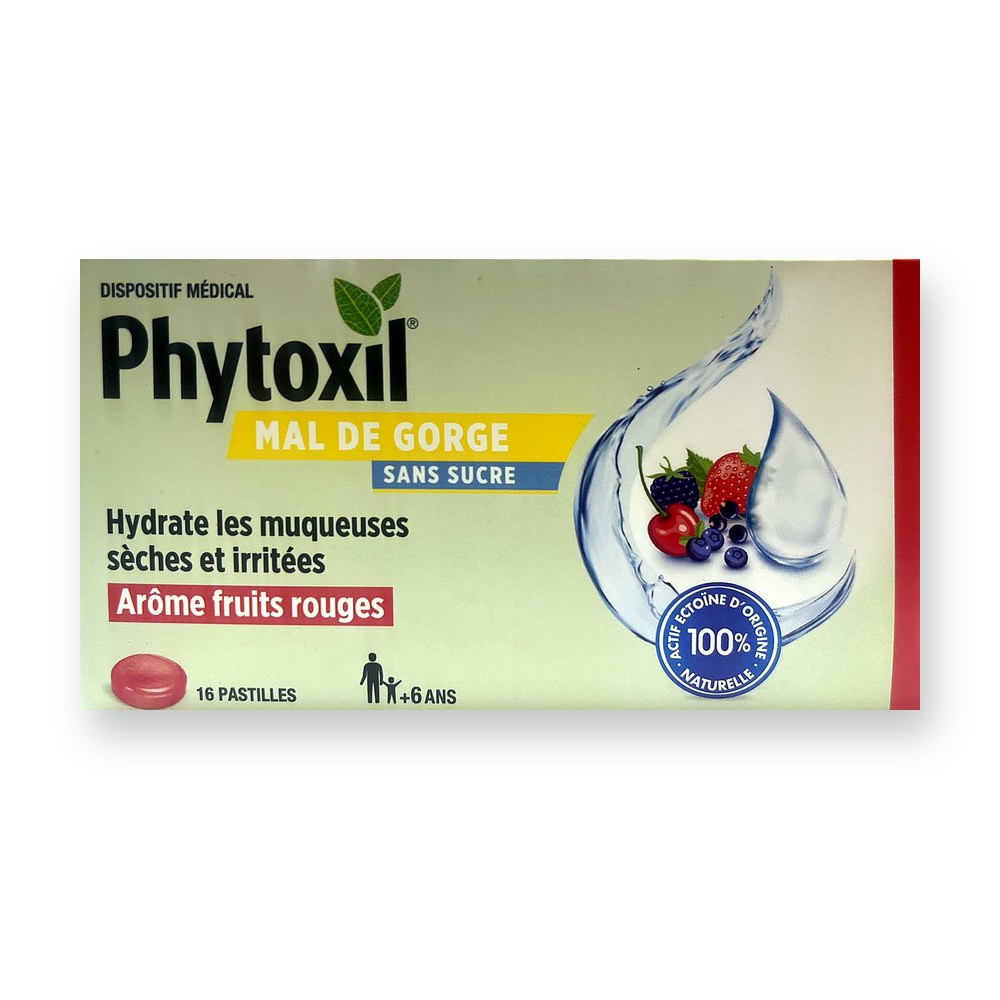 DISPOSITIF MÉDICAL
Phytoxil®
MAL DE GORGE
SANS SUCRE
Hydrate les muqueuses
sèches et irritées
Arôme fruits rouges
16 PASTILLES
+6 ANS
ACTIF ECTOÏNE D'ORIGINE
100%
NATURELLE